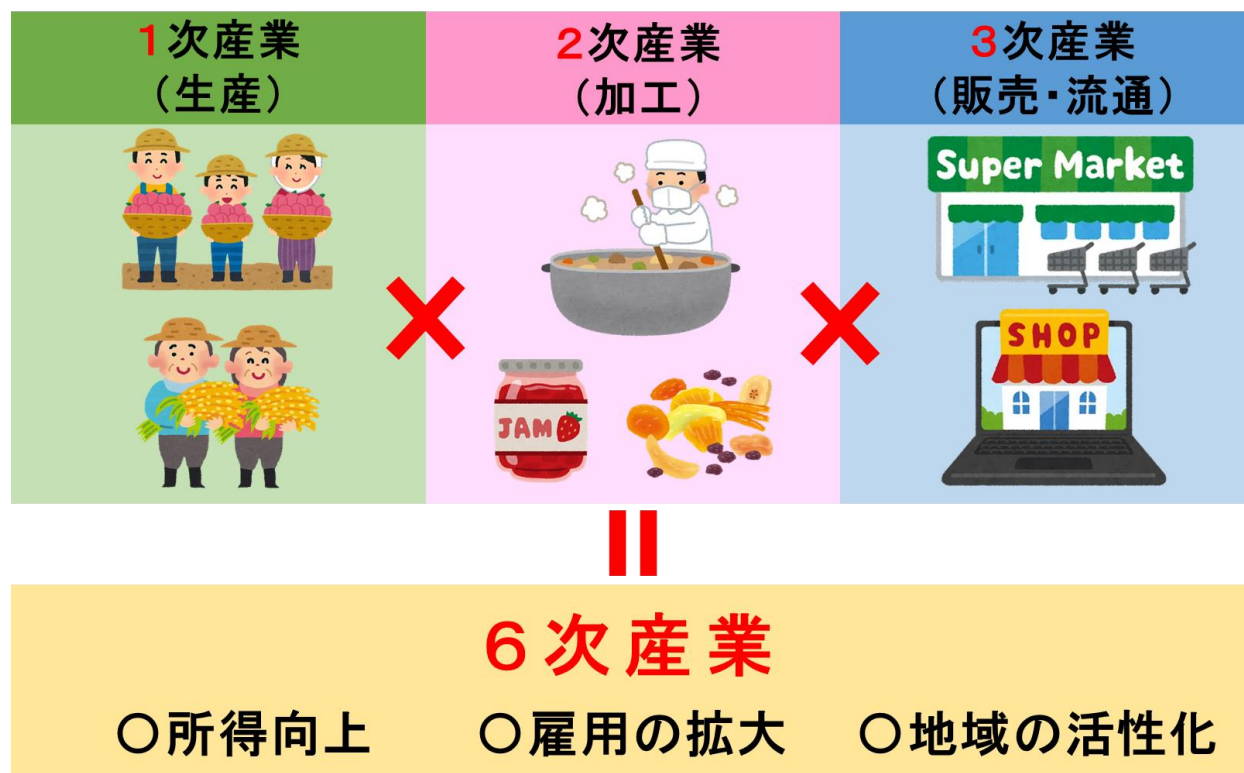 1次産業
（生産）
2次産業
（加工）
3次産業
（販売・流通）
Super Market
JAM
SHOP
×
×
＝
６次産業
○所得向上
○雇用の拡大
○地域の活性化